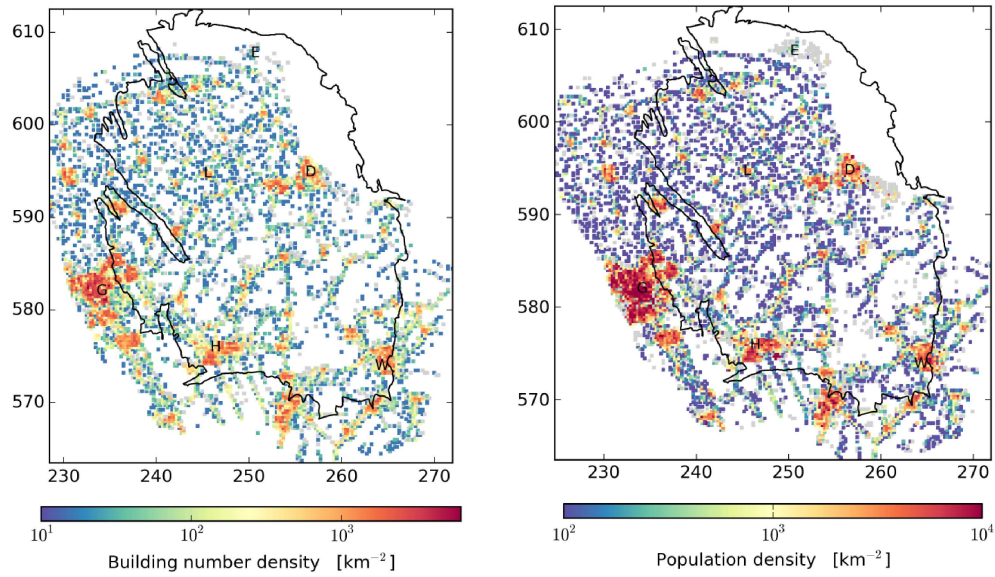 610
600
590
580
570
E
D
L
G
H
W
230 240 250 260 270
10^1 10^2 10^3
Building number density [km^{-2}]
610
600
590
580
570
E
D
L
G
H
W
230 240 250 260 270
10^2 10^3 10^4
Population density [km^{-2}]